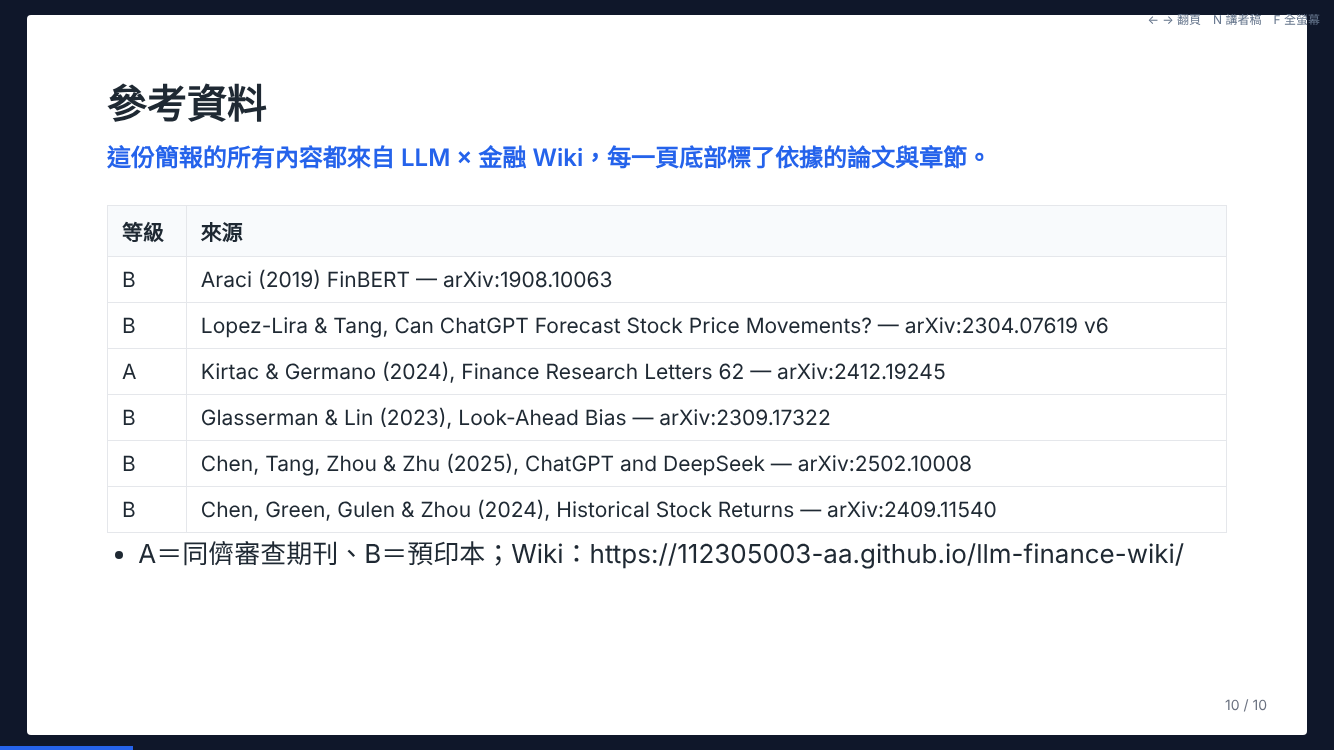 ← → 翻頁 N 講者稿 F 全螢幕
參考資料
這份簡報的所有內容都來自 LLM × 金融 Wiki，每一頁底部標了依據的論文與章節。
等級 來源
B Araci (2019) FinBERT — arXiv:1908.10063
B Lopez-Lira & Tang, Can ChatGPT Forecast Stock Price Movements? — arXiv:2304.07619 v6
A Kirtac & Germano (2024), Finance Research Letters 62 — arXiv:2412.19245
B Glasserman & Lin (2023), Look-Ahead Bias — arXiv:2309.17322
B Chen, Tang, Zhou & Zhu (2025), ChatGPT and DeepSeek — arXiv:2502.10008
B Chen, Green, Gulen & Zhou (2024), Historical Stock Returns — arXiv:2409.11540
• A＝同儕審查期刊、B＝預印本；Wiki：https://112305003-aa.github.io/llm-finance-wiki/
10 / 10